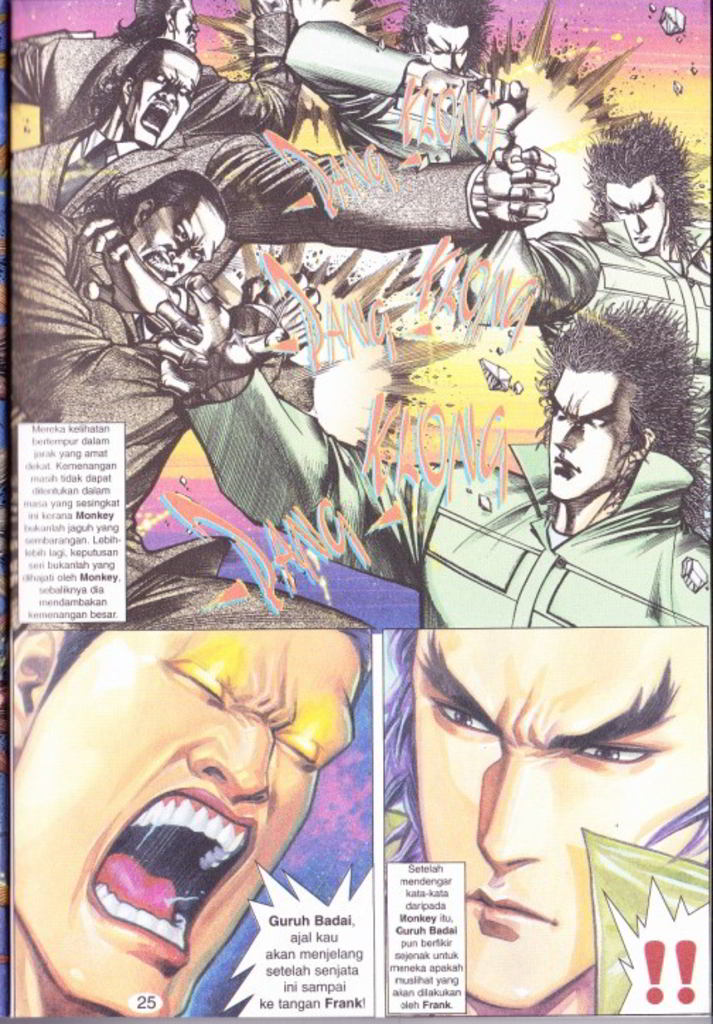 KLONG
DANG
KLONG
DANG
KLONG
DANG
Mereka kelihatan
bertempur dalam
jarak yang amat
dekat. Kemenangan
masih tidak dapat
ditentukan dalam
masa yang sesingkat
ini kerana Monkey
bukanlah jaguh yang
sembarangan. Lebih-
lebih lagi, keputusan
seri bukanlah yang
dihajati oleh Monkey,
sebaliknya dia
mendambakan
kemenangan besar.
Guruh Badai,
ajal kau
akan menjelang
setelah senjata
ini sampai
ke tangan Frank!
Setelah
mendengar
kata-kata
daripada
Monkey itu,
Guruh Badai
pun berfikir
sejenak untuk
meneka apakah
muslihat yang
akan dilakukan
oleh Frank.
!!
25